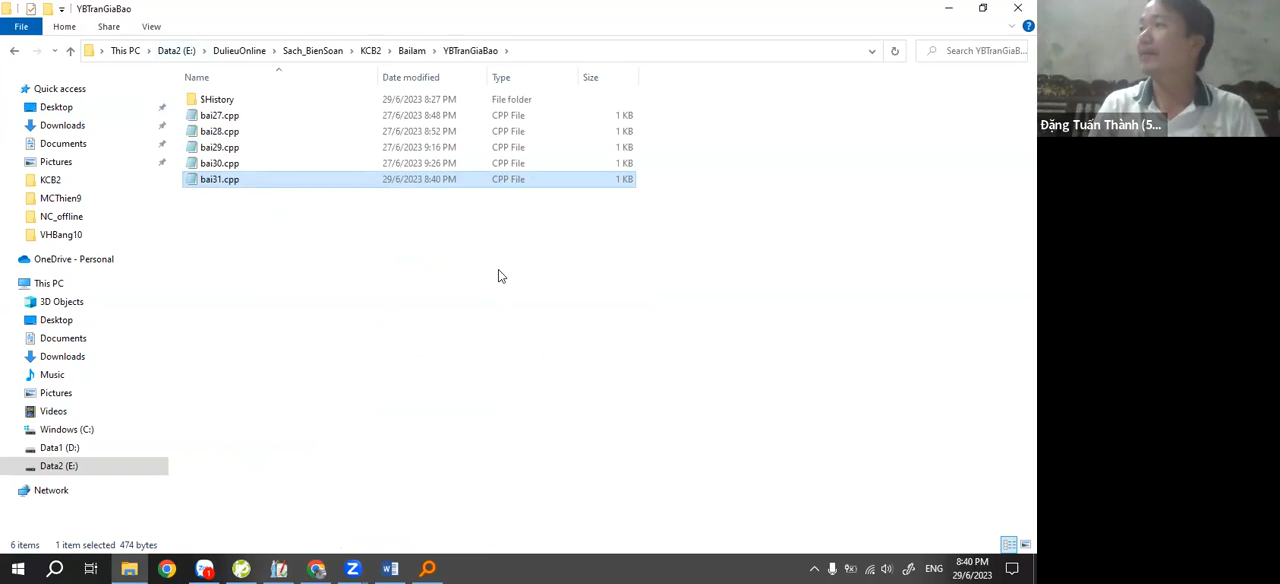 YBTranGiaBao
File Home Share View
This PC > Data2 (E:) > DulieuOnline > Sach_BienSoan > KCB2 > Bailam > YBTranGiaBao >
Search YBTranGiaB...
Name Date modified Type Size
$History 29/6/2023 8:27 PM File folder
bai27.cpp 27/6/2023 8:48 PM CPP File 1 KB
bai28.cpp 27/6/2023 8:52 PM CPP File 1 KB
bai29.cpp 27/6/2023 9:16 PM CPP File 1 KB
bai30.cpp 27/6/2023 9:26 PM CPP File 1 KB
bai31.cpp 29/6/2023 8:40 PM CPP File 1 KB
Quick access
Desktop
Downloads
Documents
Pictures
KCB2
MCThien9
NC_offline
VHBang10
OneDrive - Personal
This PC
3D Objects
Desktop
Documents
Downloads
Music
Pictures
Videos
Windows (C:)
Data1 (D:)
Data2 (E:)
Network
6 items 1 item selected 474 bytes
Đặng Tuấn Thành (5...
ENG
8:40 PM
29/6/2023